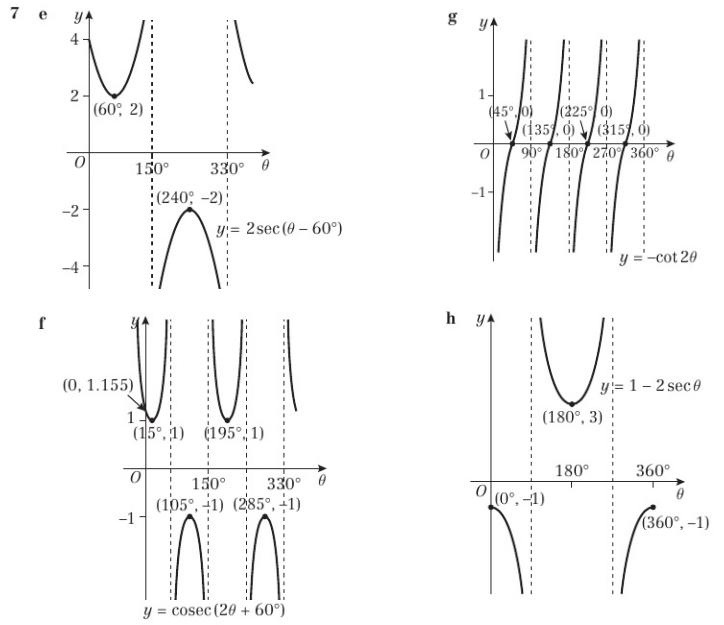 7 e
y
4
2
(60°, 2)
O
150°
330°
θ
(240°, −2)
−2
y = 2 sec (θ − 60°)
−4
g
y
1
(45°, 0)
(225°, 0)
(135°, 0)
(315°, 0)
O
90°
180°
270°
360°
θ
−1
y = −cot 2θ
f
y
(0, 1.155)
1
(15°, 1)
(195°, 1)
O
150°
330°
θ
(105°, −1)
(285°, −1)
−1
y = cosec (2θ + 60°)
h
y
y = 1 − 2 sec θ
(180°, 3)
180°
360°
O
θ
(0°, −1)
(360°, −1)